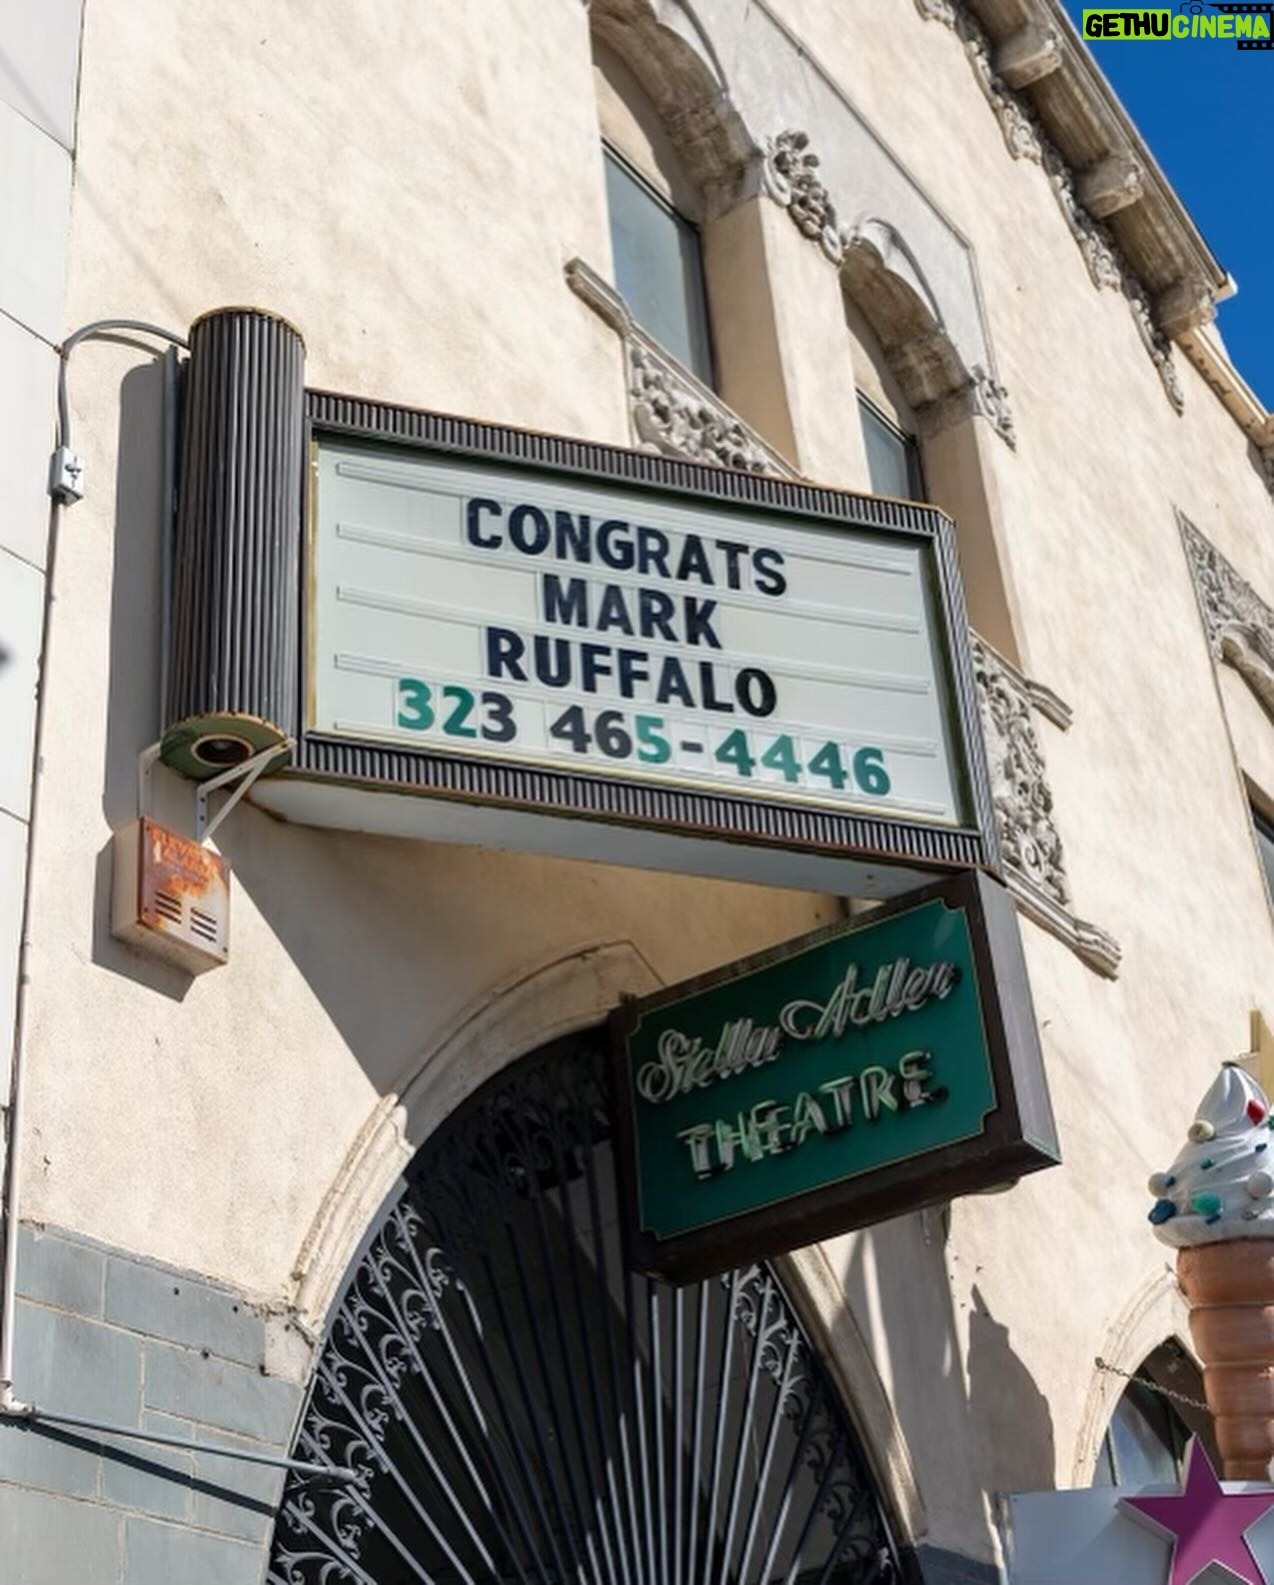 GETHUCINEMA
CONGRATS
MARK
RUFFALO
323 465-4446
Stella Adler
THEATRE